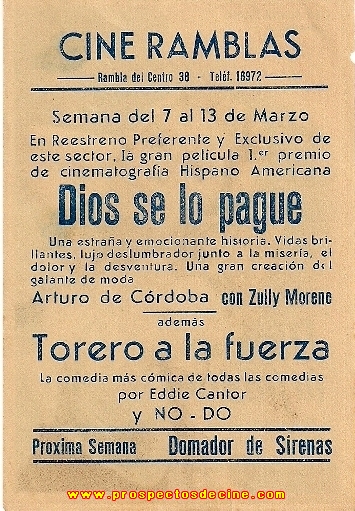 CINE RAMBLAS
Rambla del Centro 38 - Teléf. 16972
Semana del 7 al 13 de Marzo
En Reestreno Preferente y Exclusivo de
este sector, la gran película 1.er premio
de cinematografía Hispano Americana
Dios se lo pague
Una estraña y emocionante historia. Vidas bri-
llantes, lujo deslumbrador junto a la miseria, el
dolor y la desventura. Una gran creación del
galante de moda
Arturo de Córdoba con Zully Morene
además
Torero a la fuerza
La comedia más cómica de todas las comedias
por Eddie Cantor
y NO-DO
Proxima Semana Domador de Sirenas
www.prospectosdecine.com